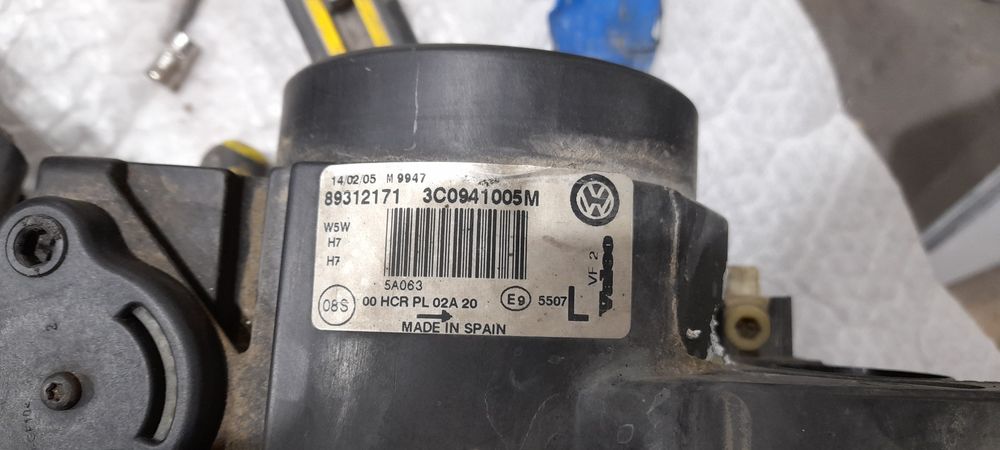 14/02/05 M 9947
89312171 3C0941005M
W5W
H7
H7
5A063
08S 00 HCR PL 02A 20 E9 5507 L
MADE IN SPAIN
VF 2
Valeo